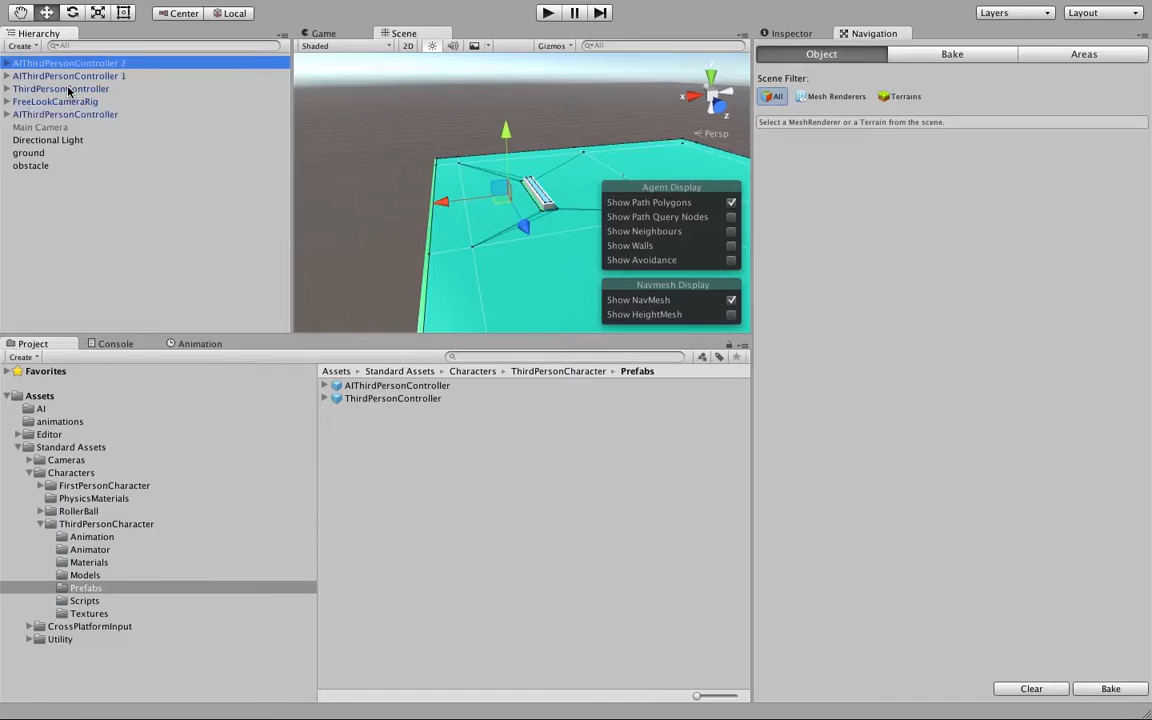 Center
Local
Layers
Layout
Hierarchy
Create
All
AIThirdPersonController 2
AIThirdPersonController 1
ThirdPersonController
FreeLookCameraRig
AIThirdPersonController
Main Camera
Directional Light
ground
obstacle
Game
Scene
Shaded
2D
Gizmos
All
x
z
Persp
Agent Display
Show Path Polygons
Show Path Query Nodes
Show Neighbours
Show Walls
Show Avoidance
Navmesh Display
Show NavMesh
Show HeightMesh
Inspector
Navigation
Object
Bake
Areas
Scene Filter:
All
Mesh Renderers
Terrains
Select a MeshRenderer or a Terrain from the scene.
Project
Console
Animation
Create
Favorites
Assets
AI
animations
Editor
Standard Assets
Cameras
Characters
FirstPersonCharacter
PhysicsMaterials
RollerBall
ThirdPersonCharacter
Animation
Animator
Materials
Models
Prefabs
Scripts
Textures
CrossPlatformInput
Utility
Assets ▸ Standard Assets ▸ Characters ▸ ThirdPersonCharacter ▸ Prefabs
AIThirdPersonController
ThirdPersonController
Clear
Bake